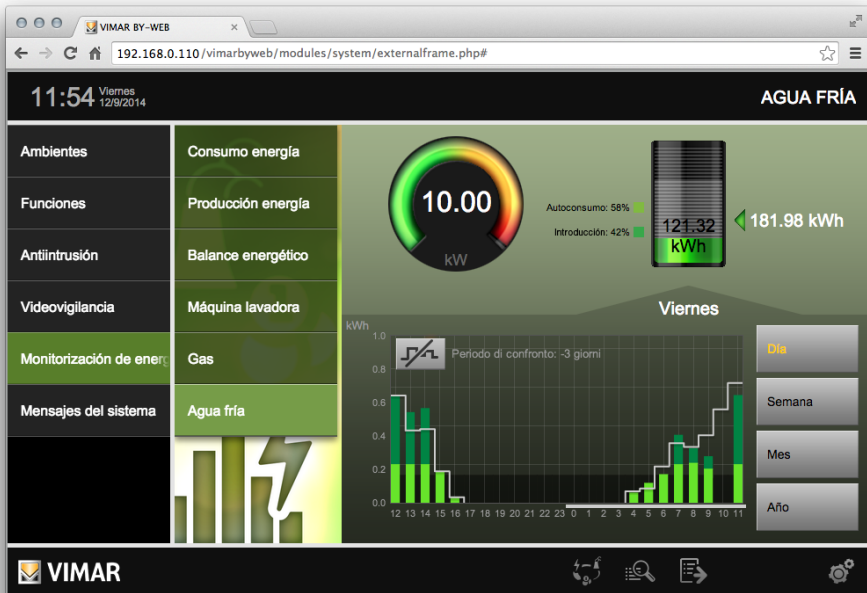 VIMAR BY-WEB
192.168.0.110/vimarbyweb/modules/system/externalframe.php#
11:54
Viernes
12/9/2014
AGUA FRÍA
Ambientes
Funciones
Antiintrusión
Videovigilancia
Monitorización de energ
Mensajes del sistema
Consumo energía
Producción energía
Balance energético
Máquina lavadora
Gas
Agua fría
10.00
kW
Autoconsumo: 58%
Introducción: 42%
121.32
kWh
181.98 kWh
Viernes
kWh
Periodo di confronto: -3 giorni
1.0
0.8
0.6
0.4
0.2
0.0
12 13 14 15 16 17 18 19 20 21 22 23 0 1 2 3 4 5 6 7 8 9 10 11
Día
Semana
Mes
Año
VIMAR